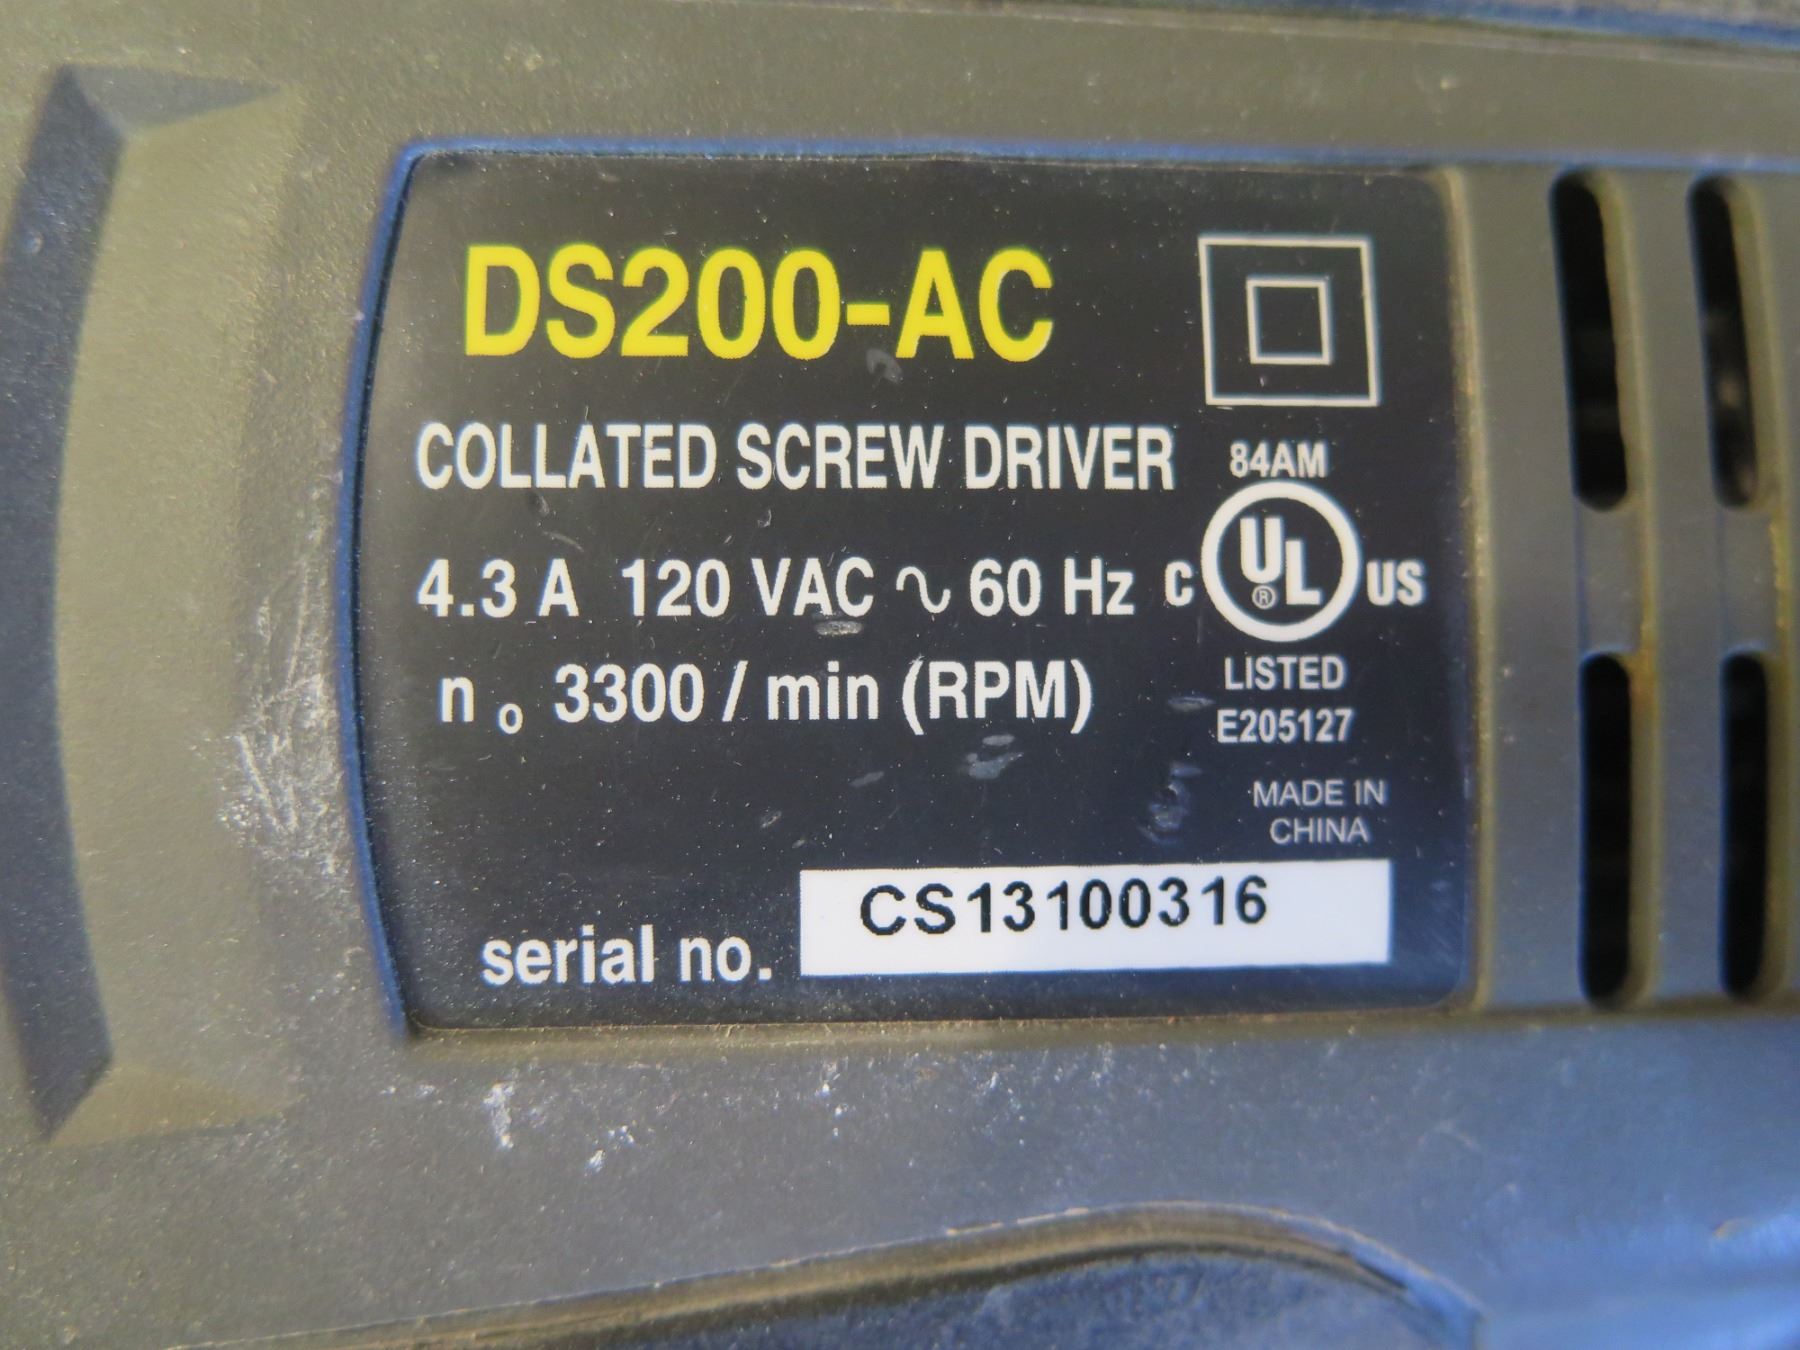 DS200-AC
COLLATED SCREW DRIVER
4.3 A 120 VAC ∿ 60 Hz
n o 3300 / min (RPM)
84AM
C UL® US
LISTED
E205127
MADE IN
CHINA
serial no. CS13100316